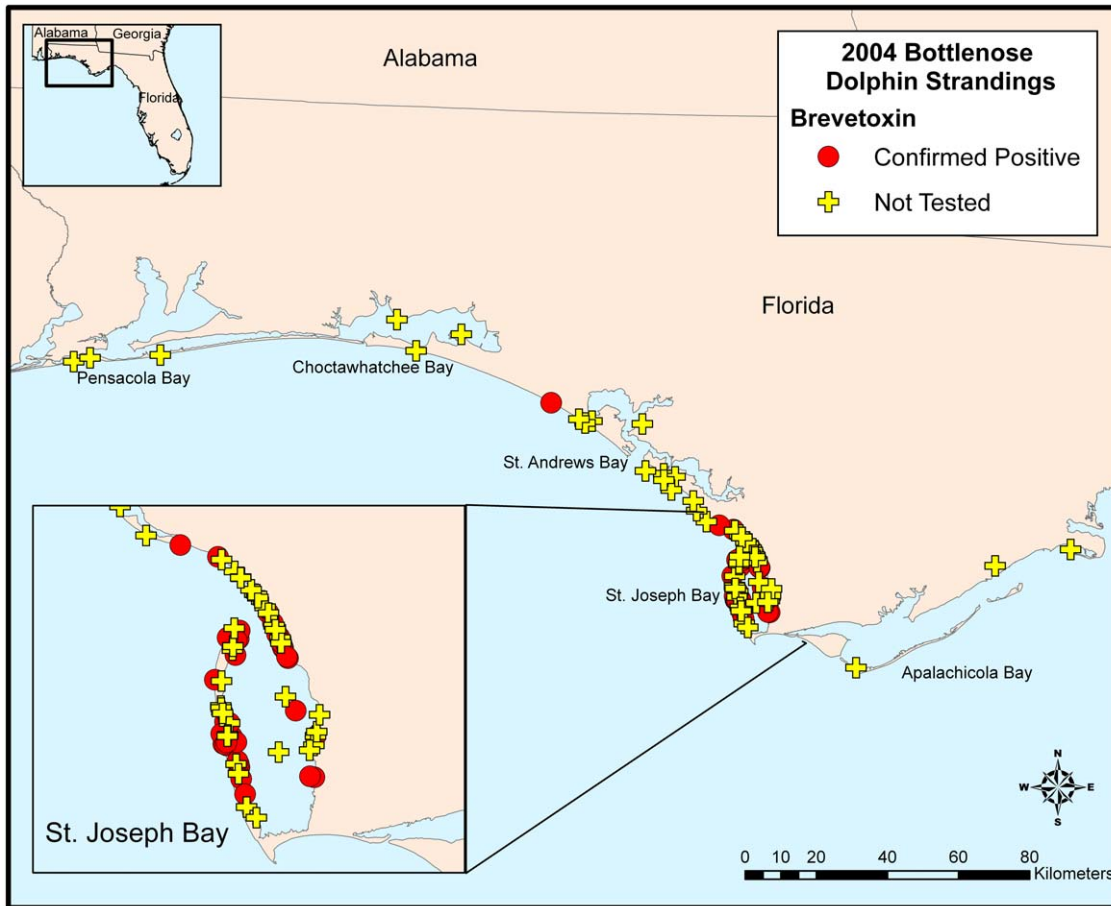 Alabama
Georgia
Florida
Alabama
2004 Bottlenose
Dolphin Strandings
Brevetoxin
Confirmed Positive
Not Tested
Florida
Pensacola Bay
Choctawhatchee Bay
St. Andrews Bay
St. Joseph Bay
Apalachicola Bay
St. Joseph Bay
N
W
E
S
0 10 20 40 60 80
Kilometers